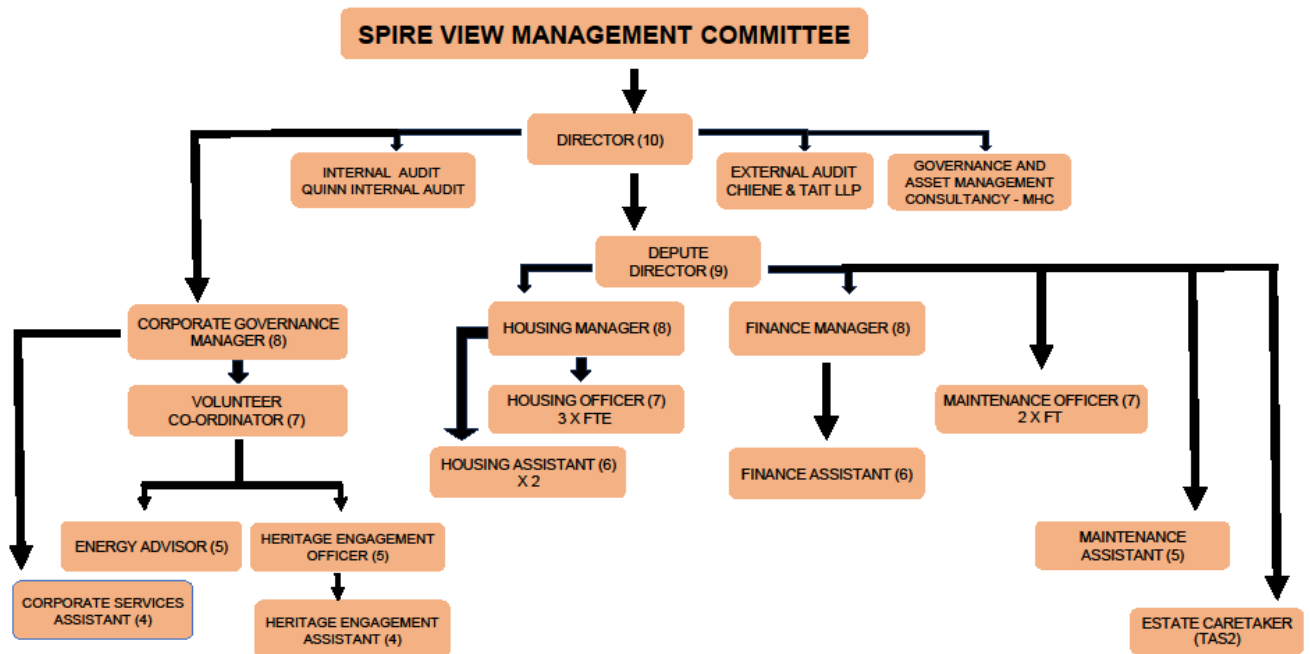 SPIRE VIEW MANAGEMENT COMMITTEE
DIRECTOR (10)
INTERNAL AUDIT
QUINN INTERNAL AUDIT
EXTERNAL AUDIT
CHIENE & TAIT LLP
GOVERNANCE AND
ASSET MANAGEMENT
CONSULTANCY - MHC
DEPUTE
DIRECTOR (9)
CORPORATE GOVERNANCE
MANAGER (8)
HOUSING MANAGER (8)
FINANCE MANAGER (8)
VOLUNTEER
CO-ORDINATOR (7)
HOUSING OFFICER (7)
3 X FTE
MAINTENANCE OFFICER (7)
2 X FT
HOUSING ASSISTANT (6)
X 2
FINANCE ASSISTANT (6)
ENERGY ADVISOR (5)
HERITAGE ENGAGEMENT
OFFICER (5)
MAINTENANCE
ASSISTANT (5)
CORPORATE SERVICES
ASSISTANT (4)
HERITAGE ENGAGEMENT
ASSISTANT (4)
ESTATE CARETAKER
(TAS2)